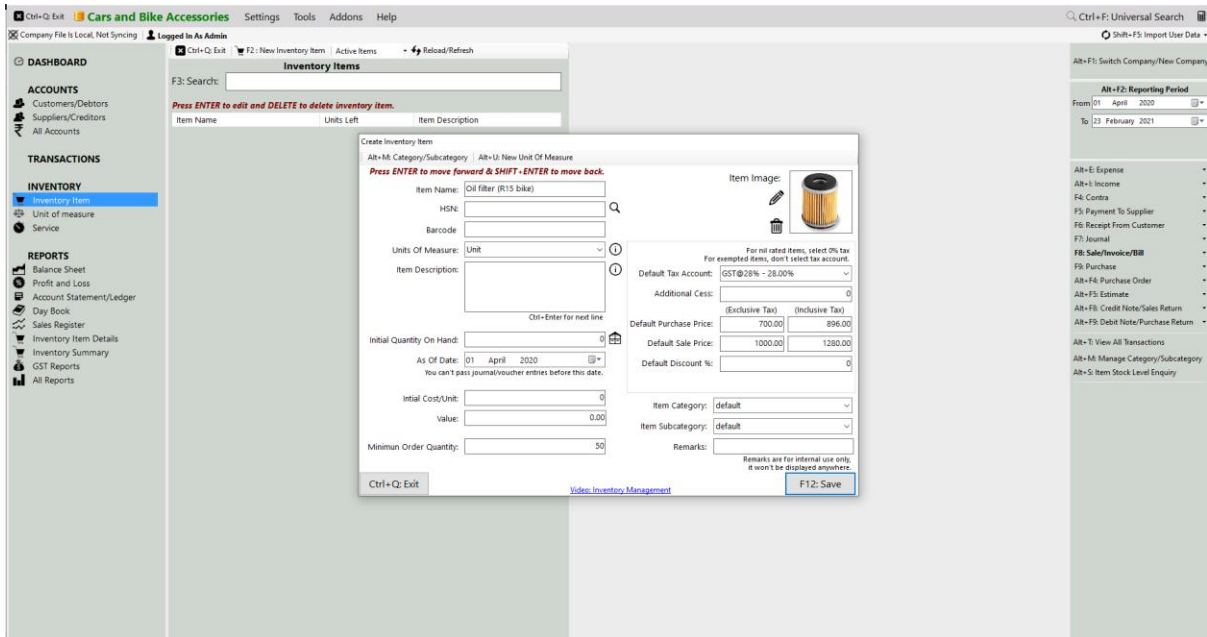 Ctrl+Q: Exit Cars and Bike Accessories Settings Tools Addons Help Ctrl+F: Universal Search
Company File Is Local, Not Syncing Logged In As Admin Shift+F5: Import User Data
DASHBOARD
ACCOUNTS
Customers/Debtors
Suppliers/Creditors
All Accounts
TRANSACTIONS
INVENTORY
Inventory Item
Unit of measure
Service
REPORTS
Balance Sheet
Profit and Loss
Account Statement/Ledger
Day Book
Sales Register
Inventory Item Details
Inventory Summary
GST Reports
All Reports
Ctrl+Q: Exit F2 : New Inventory Item Active Items Reload/Refresh
Inventory Items
F3: Search:
Press ENTER to edit and DELETE to delete inventory item.
Item Name Units Left Item Description
Create Inventory Item
Alt+M: Category/Subcategory Alt+U: New Unit Of Measure
Press ENTER to move forward & SHIFT+ENTER to move back.
Item Name: Oil filter (R15 bike)
HSN:
Barcode
Units Of Measure: Unit
Item Description:
Ctrl+Enter for next line
Initial Quantity On Hand: 0
As Of Date: 01 April 2020
You can't pass journal/voucher entries before this date.
Intial Cost/Unit: 0
Value: 0.00
Minimun Order Quantity: 50
Item Image:
For nil rated items, select 0% tax
For exempted items, don't select tax account.
Default Tax Account: GST@28% - 28.00%
Additional Cess: 0
(Exclusive Tax) (Inclusive Tax)
Default Purchase Price: 700.00 896.00
Default Sale Price: 1000.00 1280.00
Default Discount %: 0
Item Category: default
Item Subcategory: default
Remarks:
Remarks are for internal use only,
it won't be displayed anywhere.
Ctrl+Q: Exit Video: Inventory Management F12: Save
Alt+F1: Switch Company/New Company
Alt+F2: Reporting Period
From 01 April 2020
To 23 February 2021
Alt+E: Expense
Alt+I: Income
F4: Contra
F5: Payment To Supplier
F6: Receipt From Customer
F7: Journal
F8: Sale/Invoice/Bill
F9: Purchase
Alt+F4: Purchase Order
Alt+F5: Estimate
Alt+F8: Credit Note/Sales Return
Alt+F9: Debit Note/Purchase Return
Alt+T: View All Transactions
Alt+M: Manage Category/Subcategory
Alt+S: Item Stock Level Enquiry